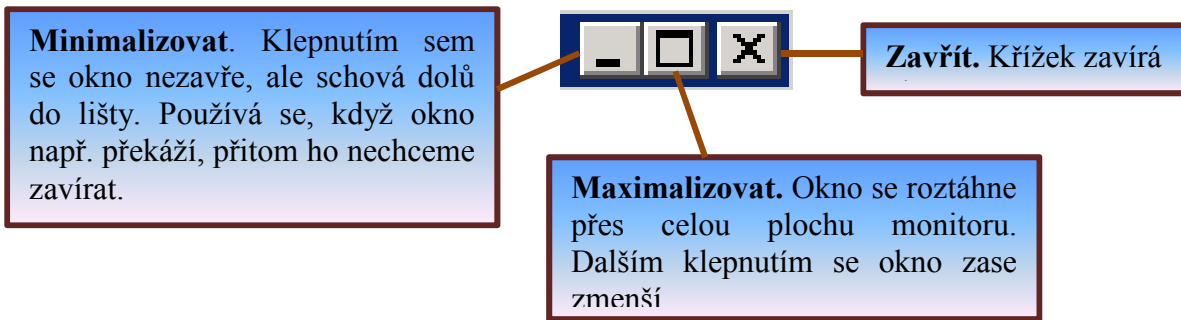 Minimalizovat. Klepnutím sem
se okno nezavře, ale schová dolů
do lišty. Používá se, když okno
např. překáží, přitom ho nechceme
zavírat.
Zavřít. Křížek zavírá
Maximalizovat. Okno se roztáhne
přes celou plochu monitoru.
Dalším klepnutím se okno zase
zmenší